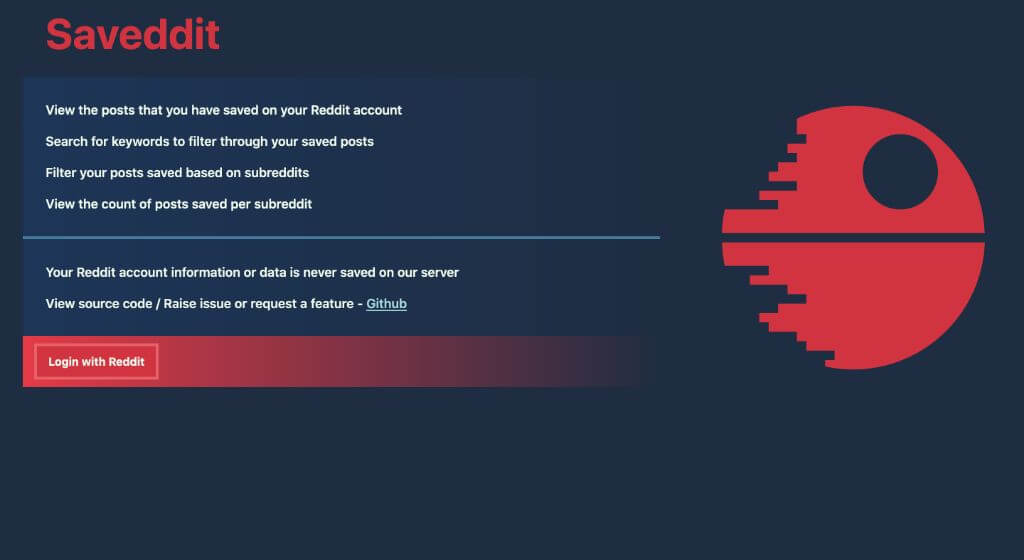 Saveddit
View the posts that you have saved on your Reddit account
Search for keywords to filter through your saved posts
Filter your posts saved based on subreddits
View the count of posts saved per subreddit
Your Reddit account information or data is never saved on our server
View source code / Raise issue or request a feature - Github
Login with Reddit